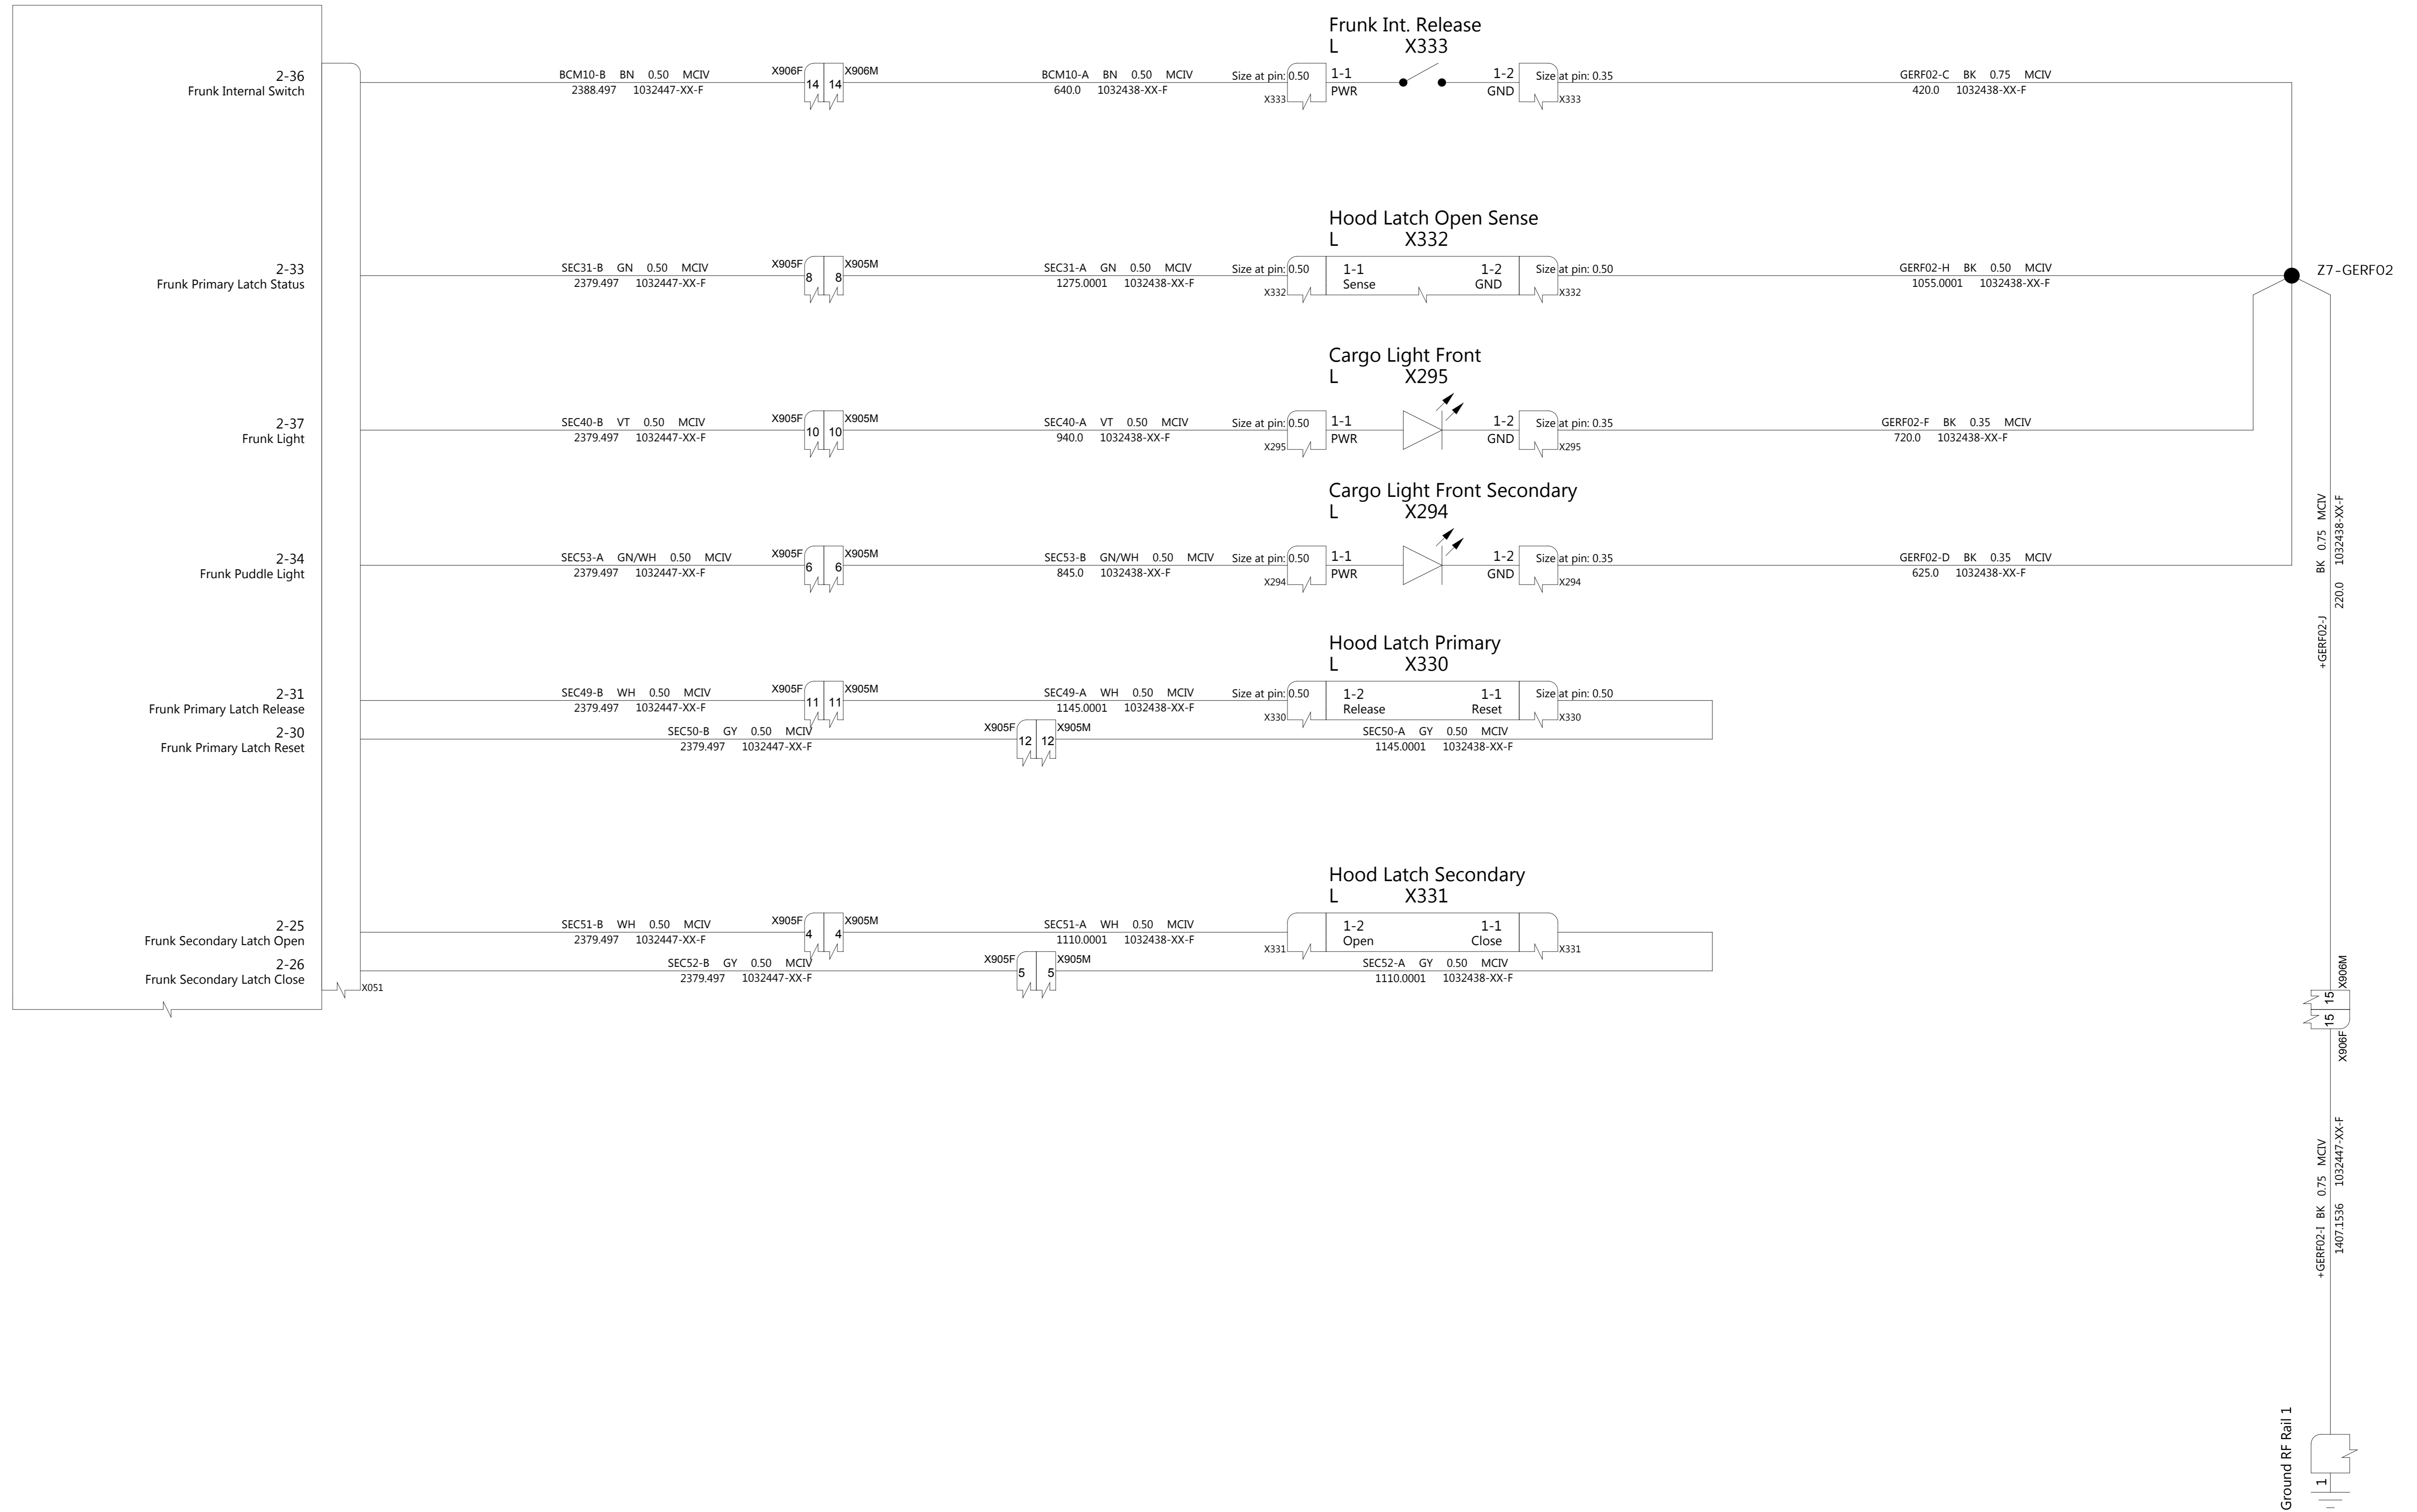 Frunk Int. Release
L X333
2-36
Frunk Internal Switch
BCM10-B BN 0.50 MCIV
2388.497 1032447-XX-F
X906F X906M
14 14
BCM10-A BN 0.50 MCIV
640.0 1032438-XX-F
Size at pin: 0.50
X333
1-1
PWR
1-2
GND
Size at pin: 0.35
X333
GERF02-C BK 0.75 MCIV
420.0 1032438-XX-F
Hood Latch Open Sense
L X332
2-33
Frunk Primary Latch Status
SEC31-B GN 0.50 MCIV
2379.497 1032447-XX-F
X905F X905M
8 8
SEC31-A GN 0.50 MCIV
1275.0001 1032438-XX-F
Size at pin: 0.50
X332
1-1
Sense
1-2
GND
Size at pin: 0.50
X332
GERF02-H BK 0.50 MCIV
1055.0001 1032438-XX-F
Z7-GERF02
Cargo Light Front
L X295
2-37
Frunk Light
SEC40-B VT 0.50 MCIV
2379.497 1032447-XX-F
X905F X905M
10 10
SEC40-A VT 0.50 MCIV
940.0 1032438-XX-F
Size at pin: 0.50
X295
1-1
PWR
1-2
GND
Size at pin: 0.35
X295
GERF02-F BK 0.35 MCIV
720.0 1032438-XX-F
Cargo Light Front Secondary
L X294
2-34
Frunk Puddle Light
SEC53-A GN/WH 0.50 MCIV
2379.497 1032447-XX-F
X905F X905M
6 6
SEC53-B GN/WH 0.50 MCIV
845.0 1032438-XX-F
Size at pin: 0.50
X294
1-1
PWR
1-2
GND
Size at pin: 0.35
X294
GERF02-D BK 0.35 MCIV
625.0 1032438-XX-F
+GERF02-J BK 0.75 MCIV
220.0 1032438-XX-F
Hood Latch Primary
L X330
2-31
Frunk Primary Latch Release
SEC49-B WH 0.50 MCIV
2379.497 1032447-XX-F
X905F X905M
11 11
SEC49-A WH 0.50 MCIV
1145.0001 1032438-XX-F
Size at pin: 0.50
X330
1-2
Release
1-1
Reset
Size at pin: 0.50
X330
2-30
Frunk Primary Latch Reset
SEC50-B GY 0.50 MCIV
2379.497 1032447-XX-F
X905F X905M
12 12
SEC50-A GY 0.50 MCIV
1145.0001 1032438-XX-F
Hood Latch Secondary
L X331
2-25
Frunk Secondary Latch Open
SEC51-B WH 0.50 MCIV
2379.497 1032447-XX-F
X905F X905M
4 4
SEC51-A WH 0.50 MCIV
1110.0001 1032438-XX-F
X331
1-2
Open
1-1
Close
X331
2-26
Frunk Secondary Latch Close
X051
SEC52-B GY 0.50 MCIV
2379.497 1032447-XX-F
X905F X905M
5 5
SEC52-A GY 0.50 MCIV
1110.0001 1032438-XX-F
X906M
15
15
X906F
+GERF02-I BK 0.75 MCIV
1407.1536 1032447-XX-F
Ground RF Rail 1
1